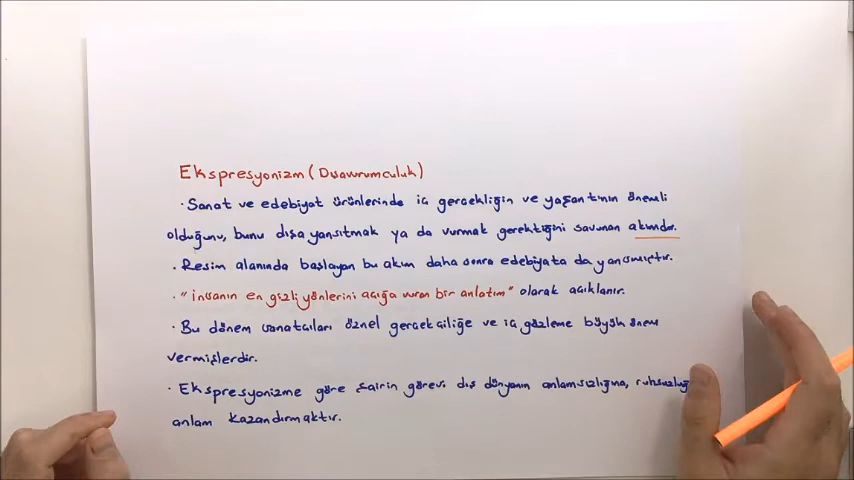 Ekspresyonizm (Dışavurumculuk)
· Sanat ve edebiyat ürünlerinde iç gerçekliğin ve yaşantının önemli
olduğunu, bunu dışa yansıtmak ya da vurmak gerektiğini savunan akımdır.
· Resim alanında başlayan bu akım daha sonra edebiyata da yansımıştır.
· "insanın en gizli yönlerini açığa vuran bir anlatım" olarak açıklanır.
· Bu dönem sanatçıları öznel gerçekçiliğe ve iç gözleme büyük önem
vermişlerdir.
· Ekspresyonizme göre şairin görevi dış dünyanın anlamsızlığına,
anlam kazandırmaktır.